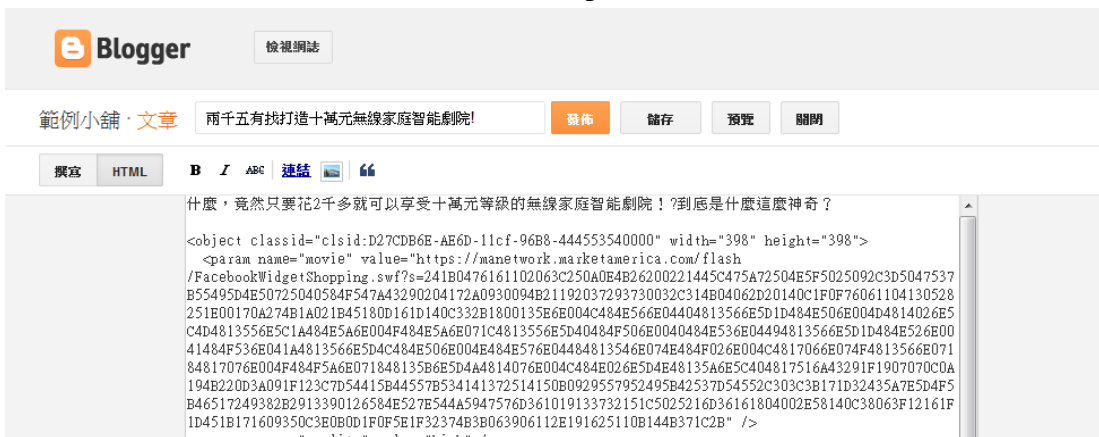 Blogger
檢視網誌
範例小舖 · 文章
兩千五有找打造十萬元無線家庭智能劇院!
發佈
儲存
預覽
關閉
撰寫
HTML
B I ABC 連結
什麼，竟然只要花2千多就可以享受十萬元等級的無線家庭智能劇院！?到底是什麼這麼神奇？
<object classid="clsid:D27CDB6E-AE6D-11cf-96B8-444553540000" width="398" height="398">
<param name="movie" value="https://manetwork.marketamerica.com/flash
/FacebookWidgetShopping.swf?s=241B0476161102063C250A0E4B26200221445C475A72504E5F5025092C3D5047537
B55495D4E50725040584F547A43290204172A0930094B21192037293730032C314B04062D20140C1F0F76061104130528
251E00170A274B1A021B45180D161D140C332B1800135E6E004C484E566E04404813566E5D1D484E506E004D4814026E5
C4D4813556E5C1A484E5A6E004F484E5A6E071C4813556E5D40484F506E0040484E536E04494813566E5D1D484E526E00
41484F536E041A4813566E5D4C484E506E004E484E576E04484813546E074E484F026E004C4817066E074F4813566E071
84817076E004F484F5A6E071848135B6E5D4A4814076E004C484E026E5D4E48135A6E5C404817516A43291F1907070C0A
194B220D3A091F123C7D54415B44557B534141372514150B0929557952495B42537D54552C303C3B171D32435A7E5D4F5
B46517249382B2913390126584E527E544A5947576D361019133732151C5025216D36161804002E58140C38063F12161F
1D451B171609350C3E0B0D1F0F5E1F32374B3B063906112E191625110B144B371C2B" />